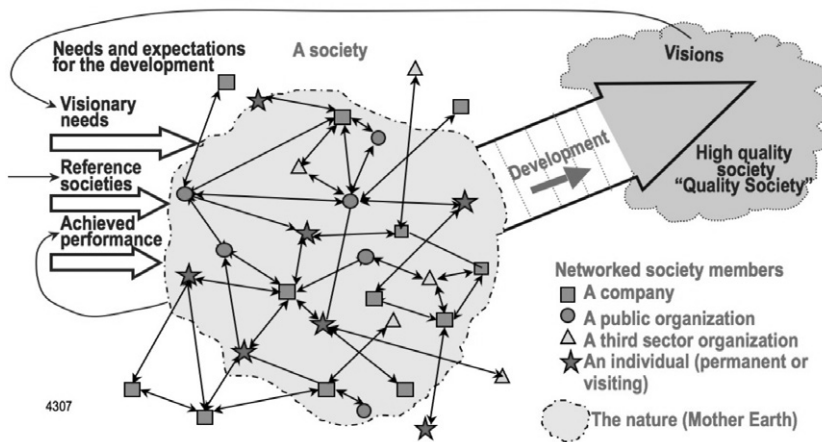 Needs and expectations
for the development
A society
Visions
Visionary
needs
Reference
societies
Achieved
performance
Development
High quality
society
"Quality Society"
Networked society members
A company
A public organization
A third sector organization
An individual (permanent or
visiting)
The nature (Mother Earth)
4307